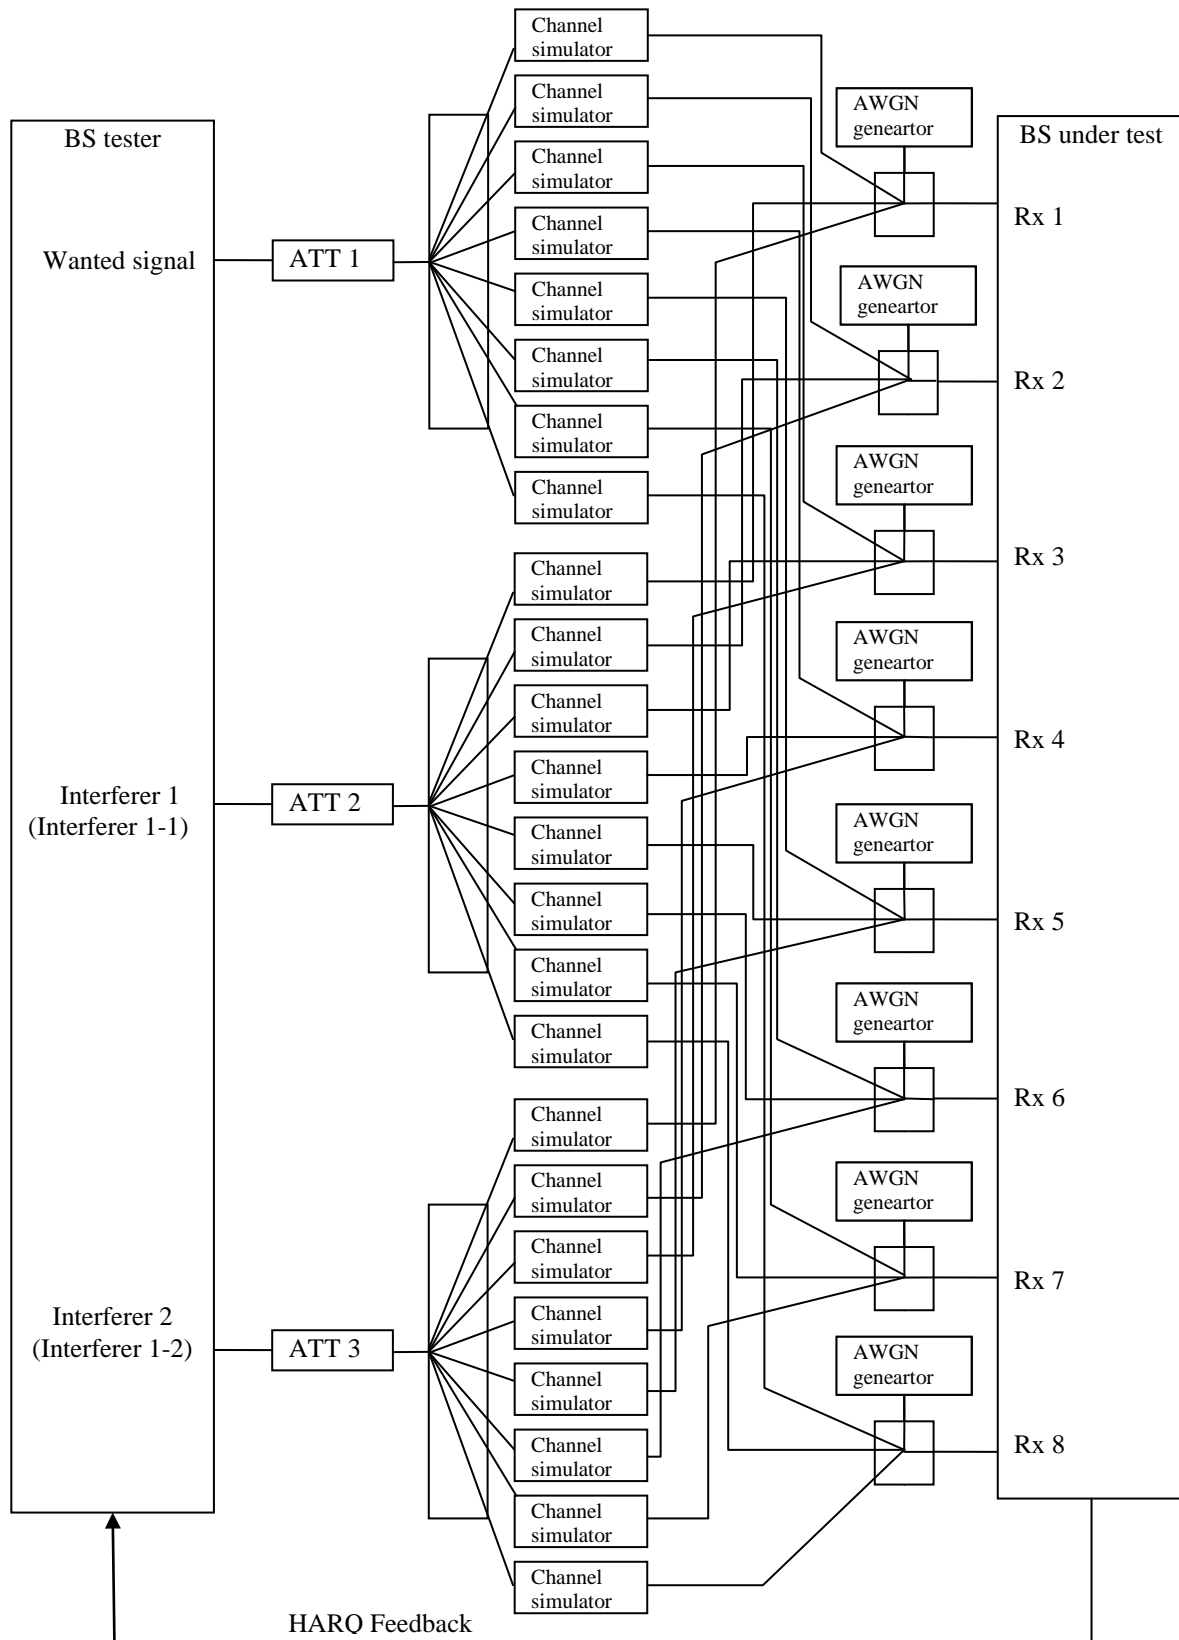 BS tester
Wanted signal
Interferer 1
(Interferer 1-1)
Interferer 2
(Interferer 1-2)
ATT 1
ATT 2
ATT 3
Channel
simulator
Channel
simulator
Channel
simulator
Channel
simulator
Channel
simulator
Channel
simulator
Channel
simulator
Channel
simulator
Channel
simulator
Channel
simulator
Channel
simulator
Channel
simulator
Channel
simulator
Channel
simulator
Channel
simulator
Channel
simulator
Channel
simulator
Channel
simulator
Channel
simulator
Channel
simulator
Channel
simulator
Channel
simulator
Channel
simulator
Channel
simulator
AWGN
geneartor
AWGN
geneartor
AWGN
geneartor
AWGN
geneartor
AWGN
geneartor
AWGN
geneartor
AWGN
geneartor
AWGN
geneartor
BS under test
Rx 1
Rx 2
Rx 3
Rx 4
Rx 5
Rx 6
Rx 7
Rx 8
HARQ Feedback